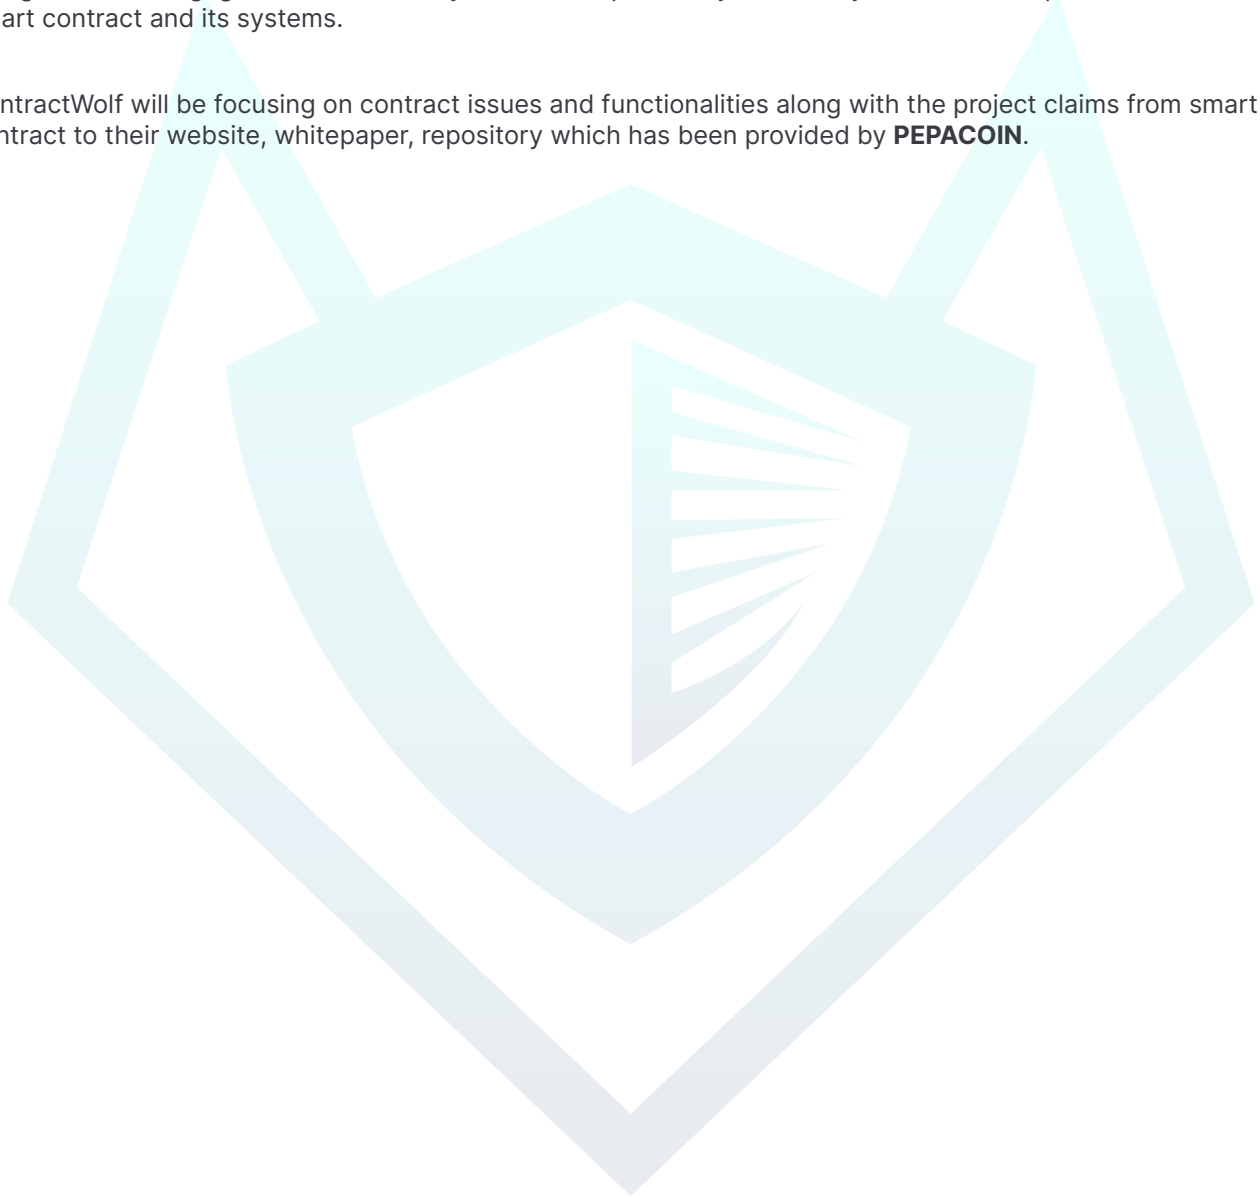 art contract and its systems.
ntractWolf will be focusing on contract issues and functionalities along with the project claims from smart
ntract to their website, whitepaper, repository which has been provided by PEPACOIN.